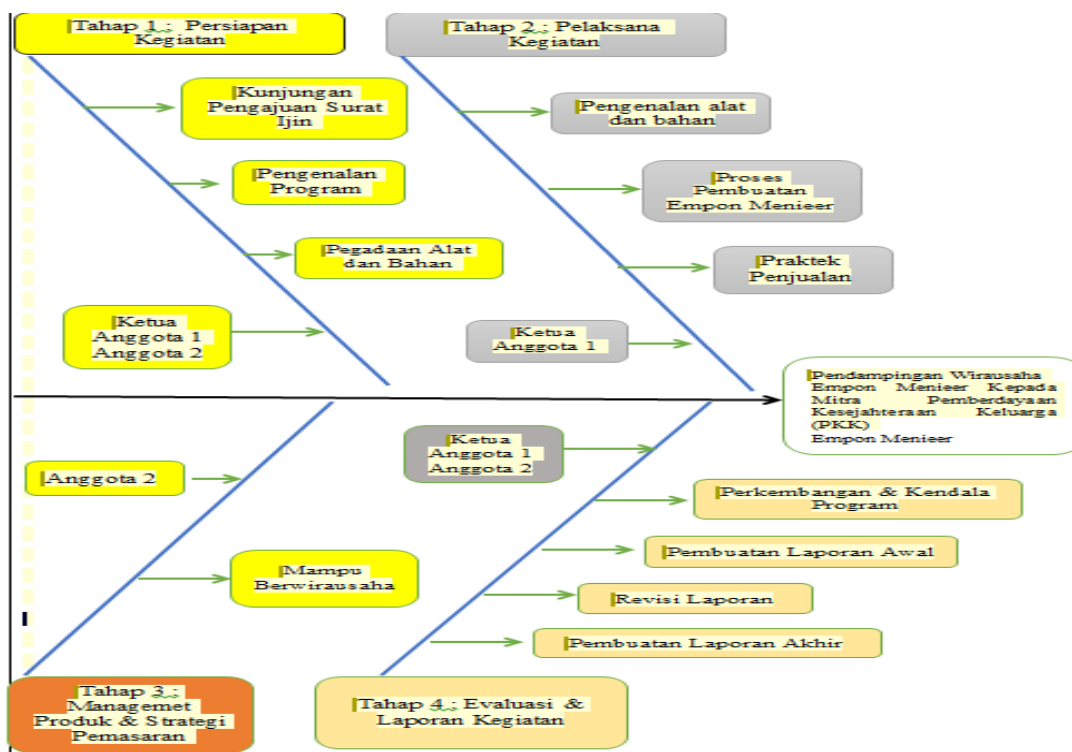 Tahap 1.; Persiapan
Kegiatan
Kunjungan
Pengajuan Surat
Ijin
Pengenalan
Program
Pegadaan Alat
dan Bahan
Ketua
Anggota 1
Anggota 2
Tahap 2.; Pelaksana
Kegiatan
Pengenalan alat
dan bahan
Proses
Pembuatan
Empon Menieer
Praktek
Penjualan
Ketua
Anggota 1
Pendampingan Wirausaha
Empon Menieer Kepada
Mitra Pemberdayaan
Kesejahteraan Keluarga
(PKK)
Empon Menieer
Anggota 2
Mampu
Berwirausaha
Tahap 3.;
Managemet
Produk & Strategi
Pemasaran
Ketua
Anggota 1
Anggota 2
Perkembangan & Kendala
Program
Pembuatan Laporan Awal
Revisi Laporan
Pembuatan Laporan Akhir
Tahap 4.; Evaluasi &
Laporan Kegiatan